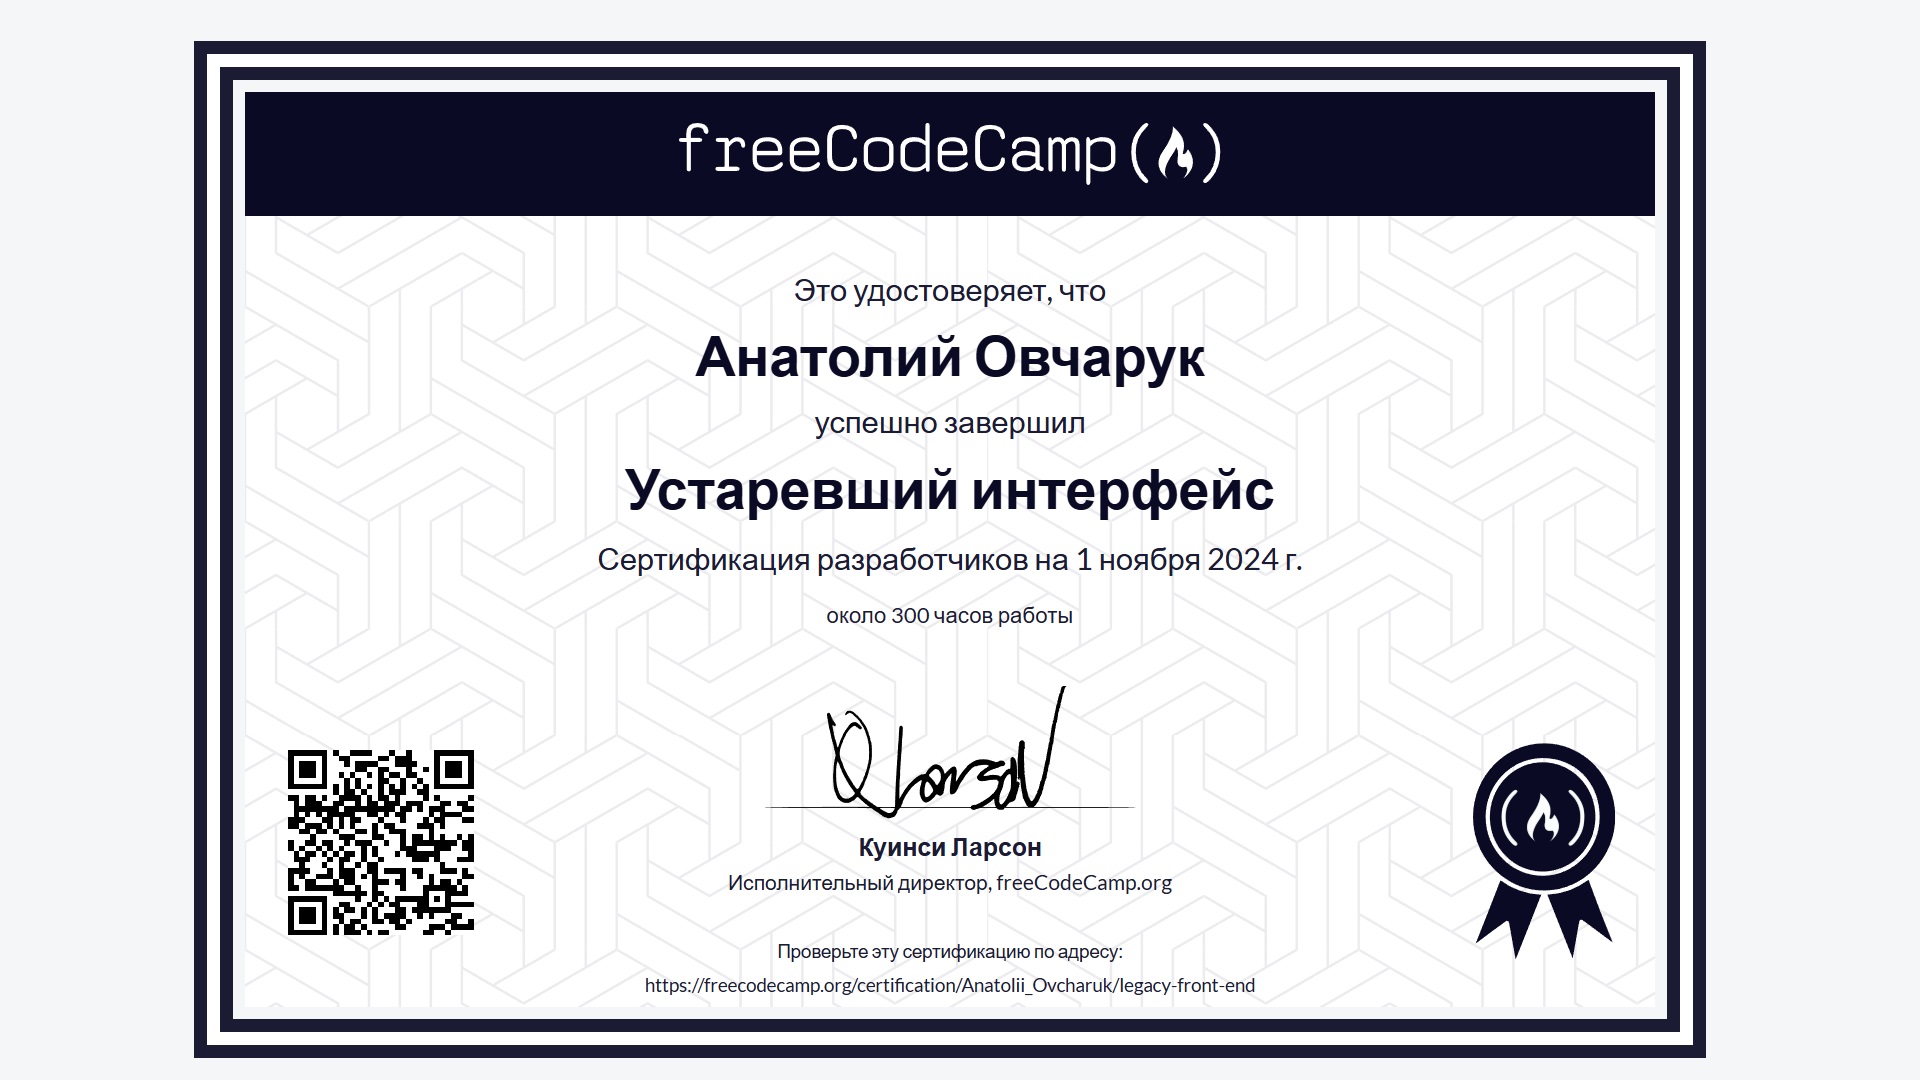 freeCodeCamp
Это удостоверяет, что
Анатолий Овчарук
успешно завершил
Устаревший интерфейс
Сертификация разработчиков на 1 ноября 2024 г.
около 300 часов работы
Куинси Ларсон
Исполнительный директор, freeCodeCamp.org
Проверьте эту сертификацию по адресу:
https://freecodecamp.org/certification/Anatolii_Ovcharuk/legacy-front-end